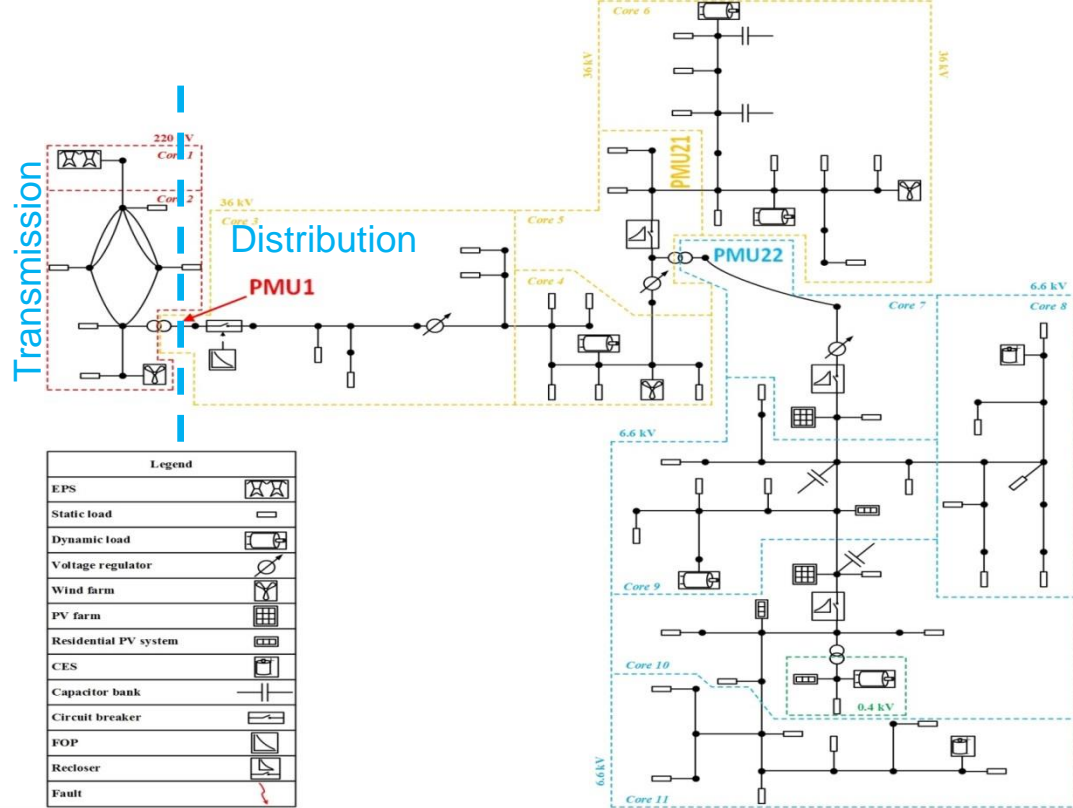 Transmission
220 kV
Core 1
Core 2
36 kV
Core 3
Distribution
PMU1
Core 5
Core 4
Core 6
36 kV
36 kV
PMU21
PMU22
Core 7
6.6 kV
Core 8
6.6 kV
Core 9
Core 10
0.4 kV
6.6 kV
Core 11
Legend
EPS
Static load
Dynamic load
Voltage regulator
Wind farm
PV farm
Residential PV system
CES
Capacitor bank
Circuit breaker
FOP
Recloser
Fault